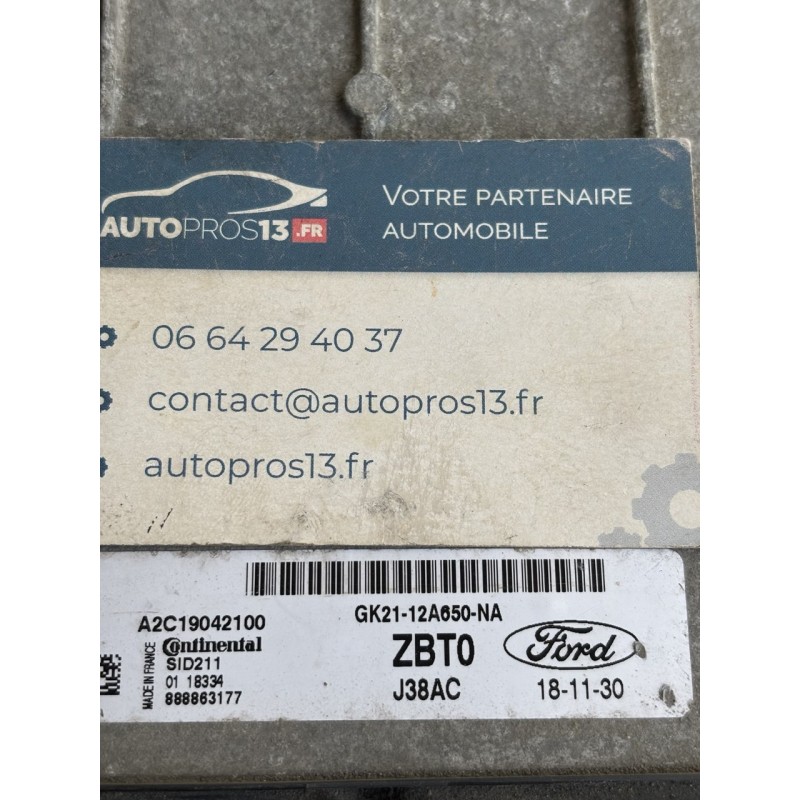 AUTOPROS13.FR
VOTRE PARTENAIRE
AUTOMOBILE
06 64 29 40 37
contact@autopros13.fr
autopros13.fr
A2C19042100
Continental
SID211
01 18334
888863177
MADE IN FRANCE
GK21-12A650-NA
ZBT0
J38AC
Ford
18-11-30